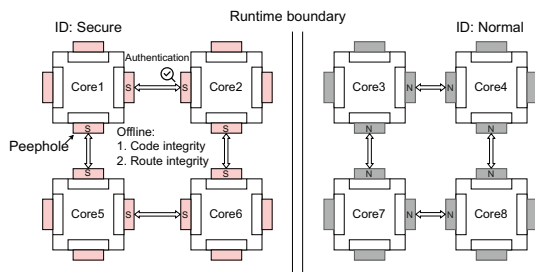 Runtime boundary
ID: Secure
ID: Normal
Authentication
Core1
S
S
Core2
Core3
N
N
Core4
S
Offline:
1. Code integrity
2. Route integrity
S
N
N
Peephole
S
S
N
N
Core5
S
S
Core6
Core7
N
N
Core8